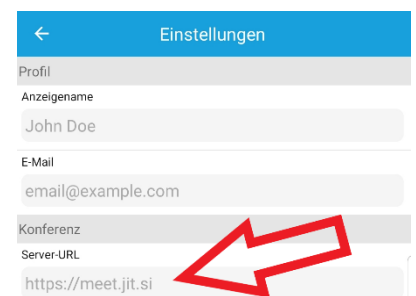 Einstellungen
Profil
Anzeigename
John Doe
E-Mail
email@example.com
Konferenz
Server-URL
https://meet.jit.si